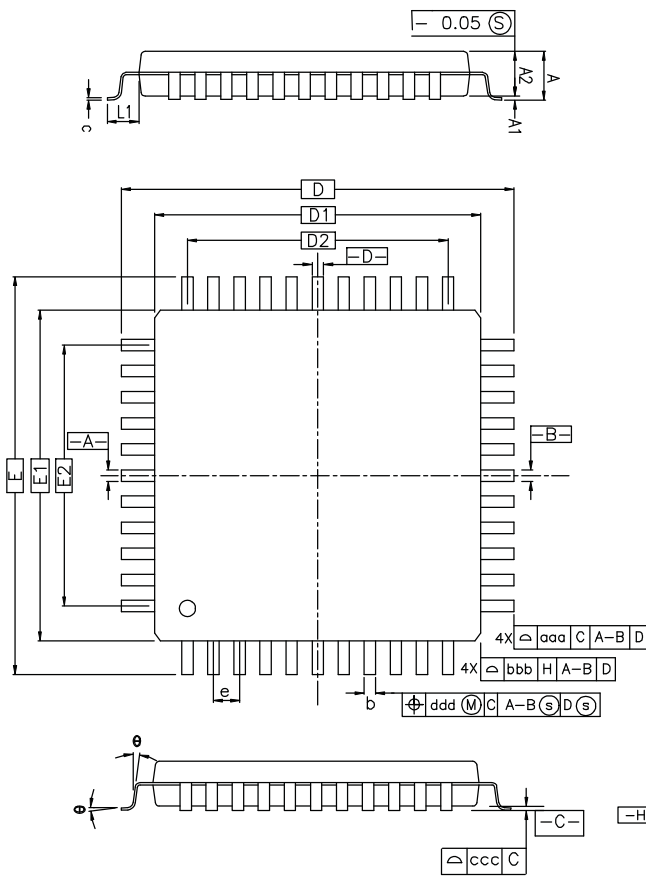 – 0.05 Ⓢ
A2
A
L1
c
A1
D
D1
D2
–D–
–A–
–B–
E
E1
E2
4X ⌓ aaa C A–B D
4X ⌓ bbb H A–B D
e
b
⌖ ddd Ⓜ C A–B ⓢ D ⓢ
θ
θ
–C–
–H
⌓ ccc C